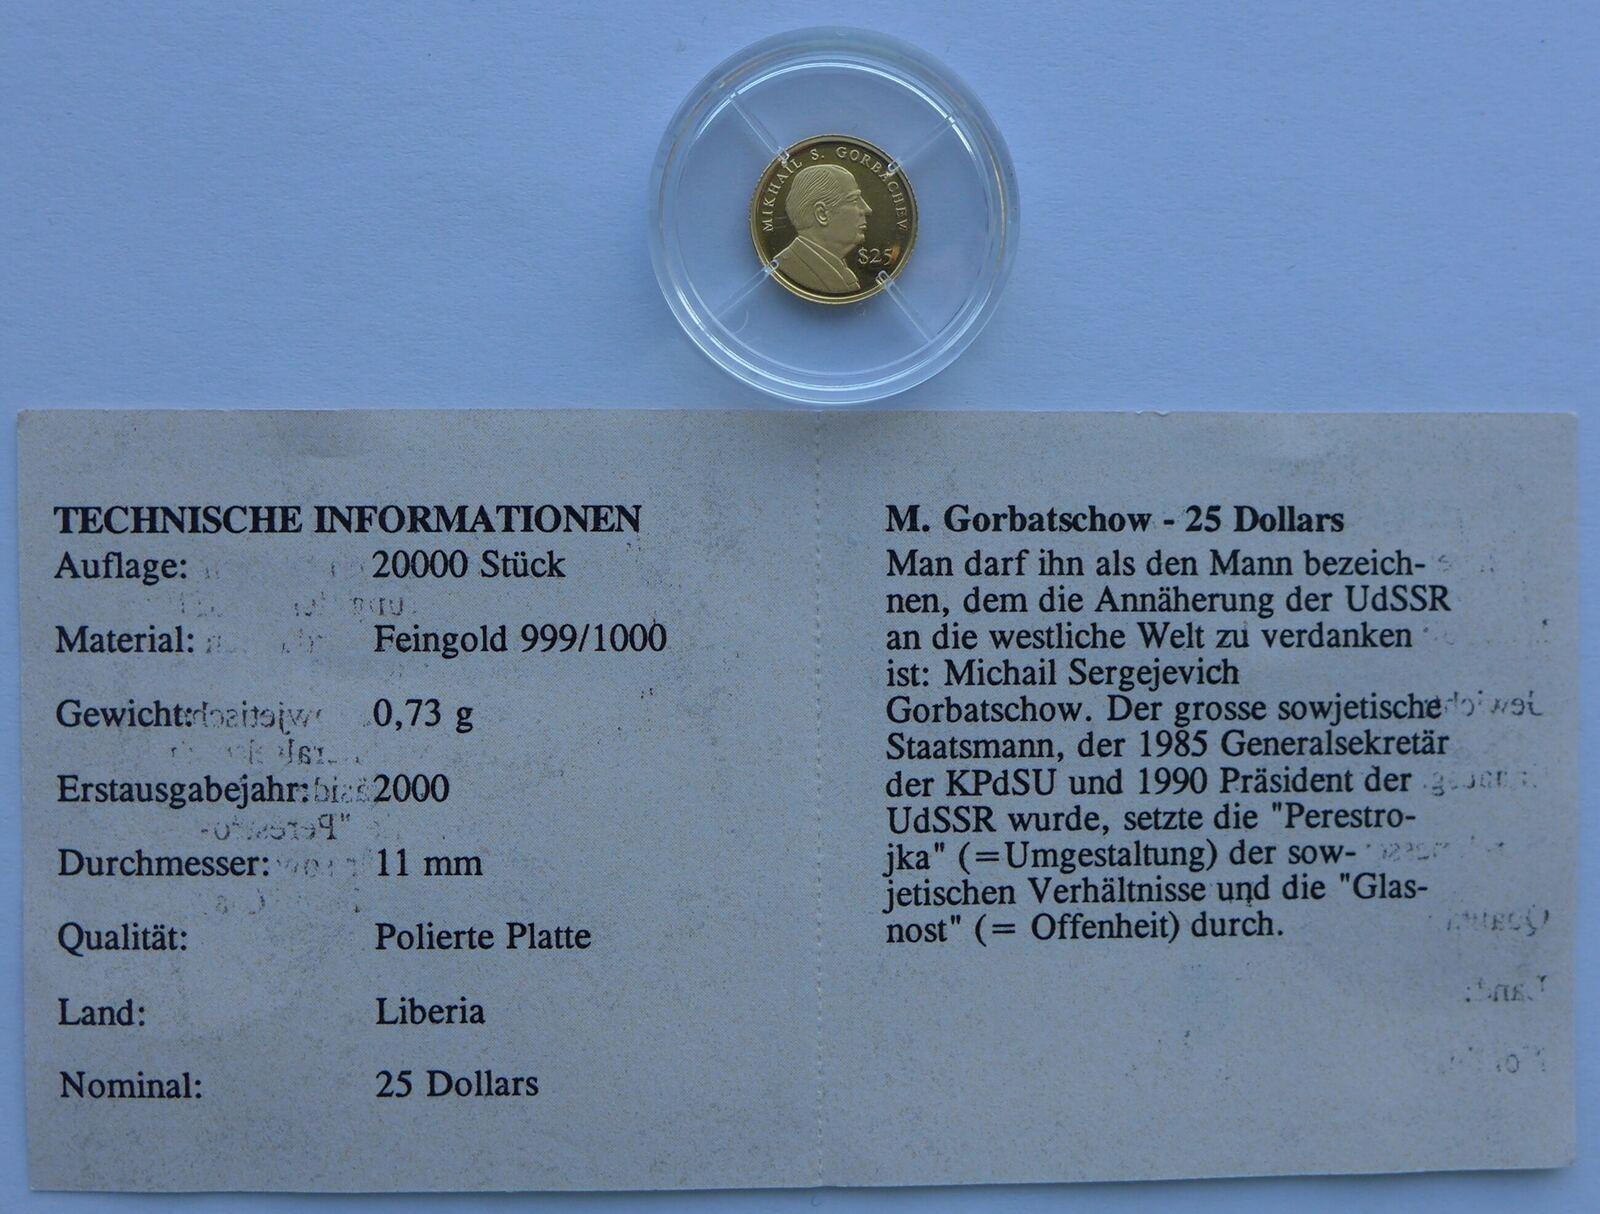 MIKHAIL S. GORBACHEV
$25
TECHNISCHE INFORMATIONEN
Auflage: 20000 Stück
Material: Feingold 999/1000
Gewicht: 0,73 g
Erstausgabejahr: 2000
Durchmesser: 11 mm
Qualität: Polierte Platte
Land: Liberia
Nominal: 25 Dollars
M. Gorbatschow - 25 Dollars
Man darf ihn als den Mann bezeich-
nen, dem die Annäherung der UdSSR
an die westliche Welt zu verdanken
ist: Michail Sergejevich
Gorbatschow. Der grosse sowjetische
Staatsmann, der 1985 Generalsekretär
der KPdSU und 1990 Präsident der
UdSSR wurde, setzte die "Perestro-
jka" (=Umgestaltung) der sow-
jetischen Verhältnisse und die "Glas-
nost" (= Offenheit) durch.